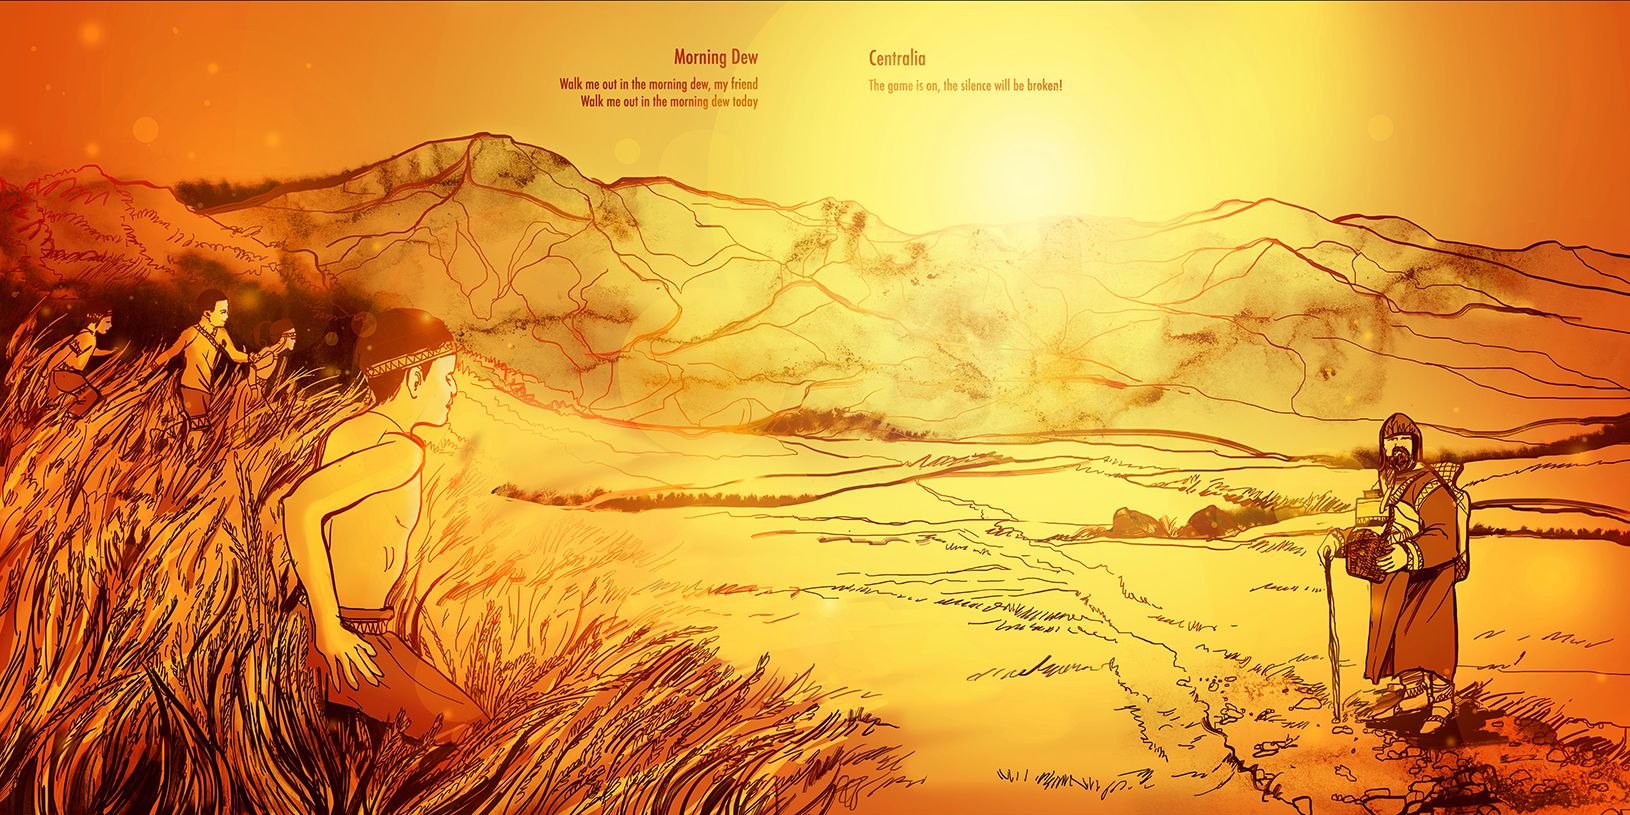 Morning Dew
Walk me out in the morning dew, my friend
Walk me out in the morning dew today
Centralia
The game is on, the silence will be broken!